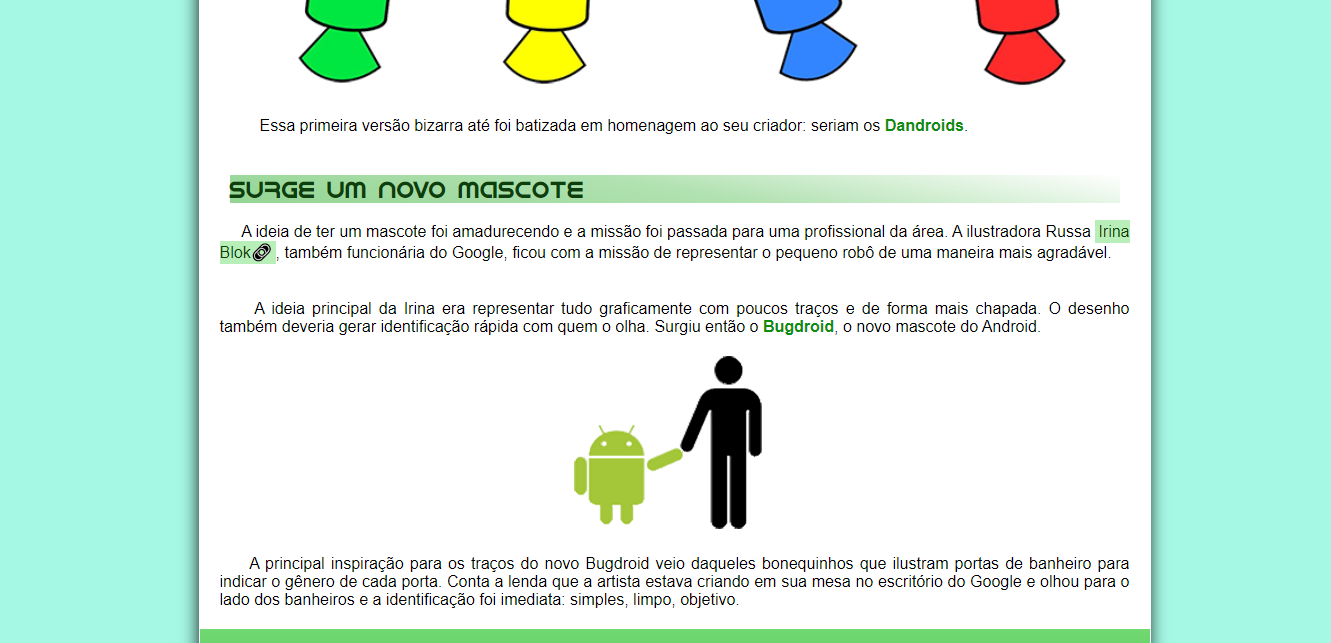 Essa primeira versão bizarra até foi batizada em homenagem ao seu criador: seriam os Dandroids.
SURGE UM NOVO MASCOTE
A ideia de ter um mascote foi amadurecendo e a missão foi passada para uma profissional da área. A ilustradora Russa Irina
Blok, também funcionária do Google, ficou com a missão de representar o pequeno robô de uma maneira mais agradável.
A ideia principal da Irina era representar tudo graficamente com poucos traços e de forma mais chapada. O desenho
também deveria gerar identificação rápida com quem o olha. Surgiu então o Bugdroid, o novo mascote do Android.
A principal inspiração para os traços do novo Bugdroid veio daqueles bonequinhos que ilustram portas de banheiro para
indicar o gênero de cada porta. Conta a lenda que a artista estava criando em sua mesa no escritório do Google e olhou para o
lado dos banheiros e a identificação foi imediata: simples, limpo, objetivo.